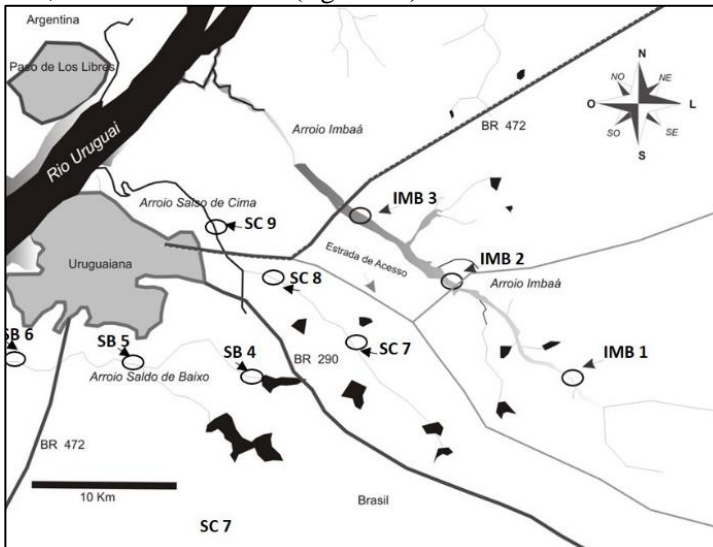 Argentina
Paso de Los Libres
Rio Uruguai
Arroio Imbaá
BR 472
N
NO
NE
O
L
SO
SE
S
Arroio Salso de Cima
SC 9
IMB 3
Estrada de Acesso
IMB 2
Arroio Imbaá
Uruguaiana
SC 8
SB 6
SB 5
SB 4
BR 290
SC 7
IMB 1
Arroio Saldo de Baixo
BR 472
10 Km
Brasil
SC 7